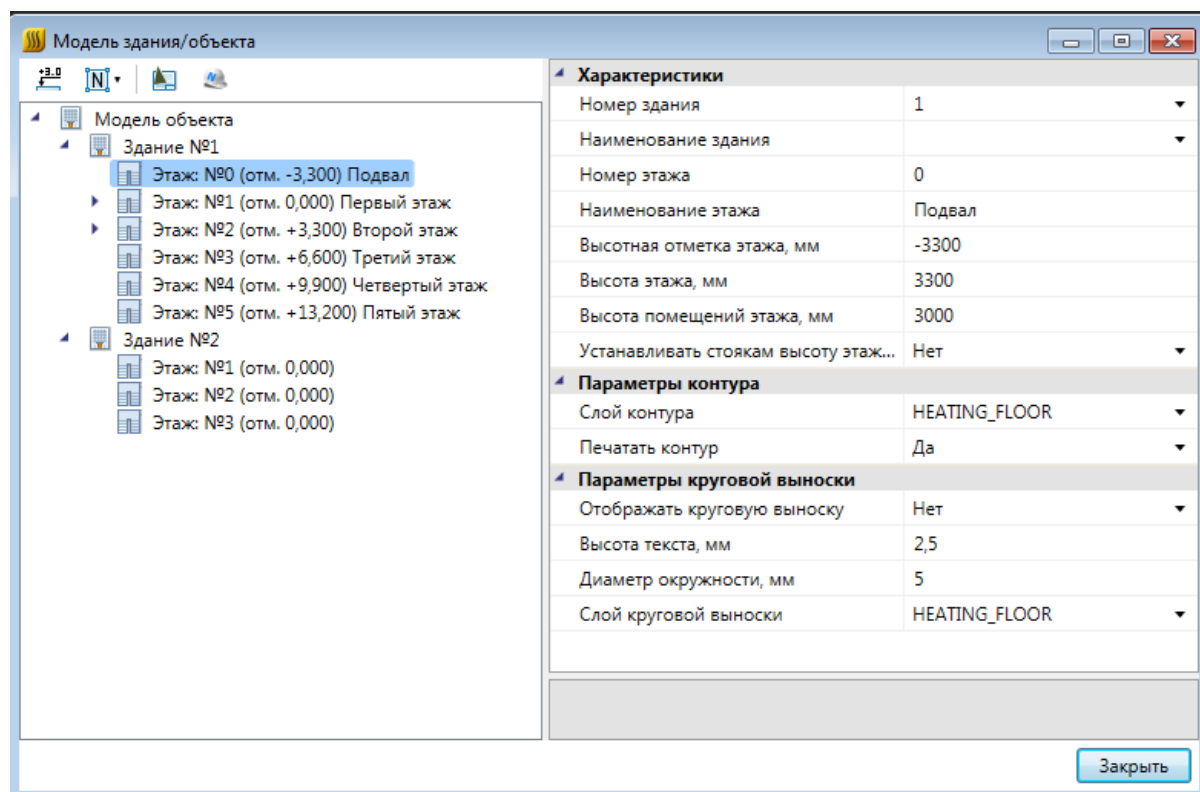 Модель здания/объекта
+3.0
N
Модель объекта
Здание №1
Этаж: №0 (отм. -3,300) Подвал
Этаж: №1 (отм. 0,000) Первый этаж
Этаж: №2 (отм. +3,300) Второй этаж
Этаж: №3 (отм. +6,600) Третий этаж
Этаж: №4 (отм. +9,900) Четвертый этаж
Этаж: №5 (отм. +13,200) Пятый этаж
Здание №2
Этаж: №1 (отм. 0,000)
Этаж: №2 (отм. 0,000)
Этаж: №3 (отм. 0,000)
Характеристики
Номер здания 1
Наименование здания
Номер этажа 0
Наименование этажа Подвал
Высотная отметка этажа, мм -3300
Высота этажа, мм 3300
Высота помещений этажа, мм 3000
Устанавливать стоякам высоту этаж... Нет
Параметры контура
Слой контура HEATING_FLOOR
Печатать контур Да
Параметры круговой выноски
Отображать круговую выноску Нет
Высота текста, мм 2,5
Диаметр окружности, мм 5
Слой круговой выноски HEATING_FLOOR
Закрыть